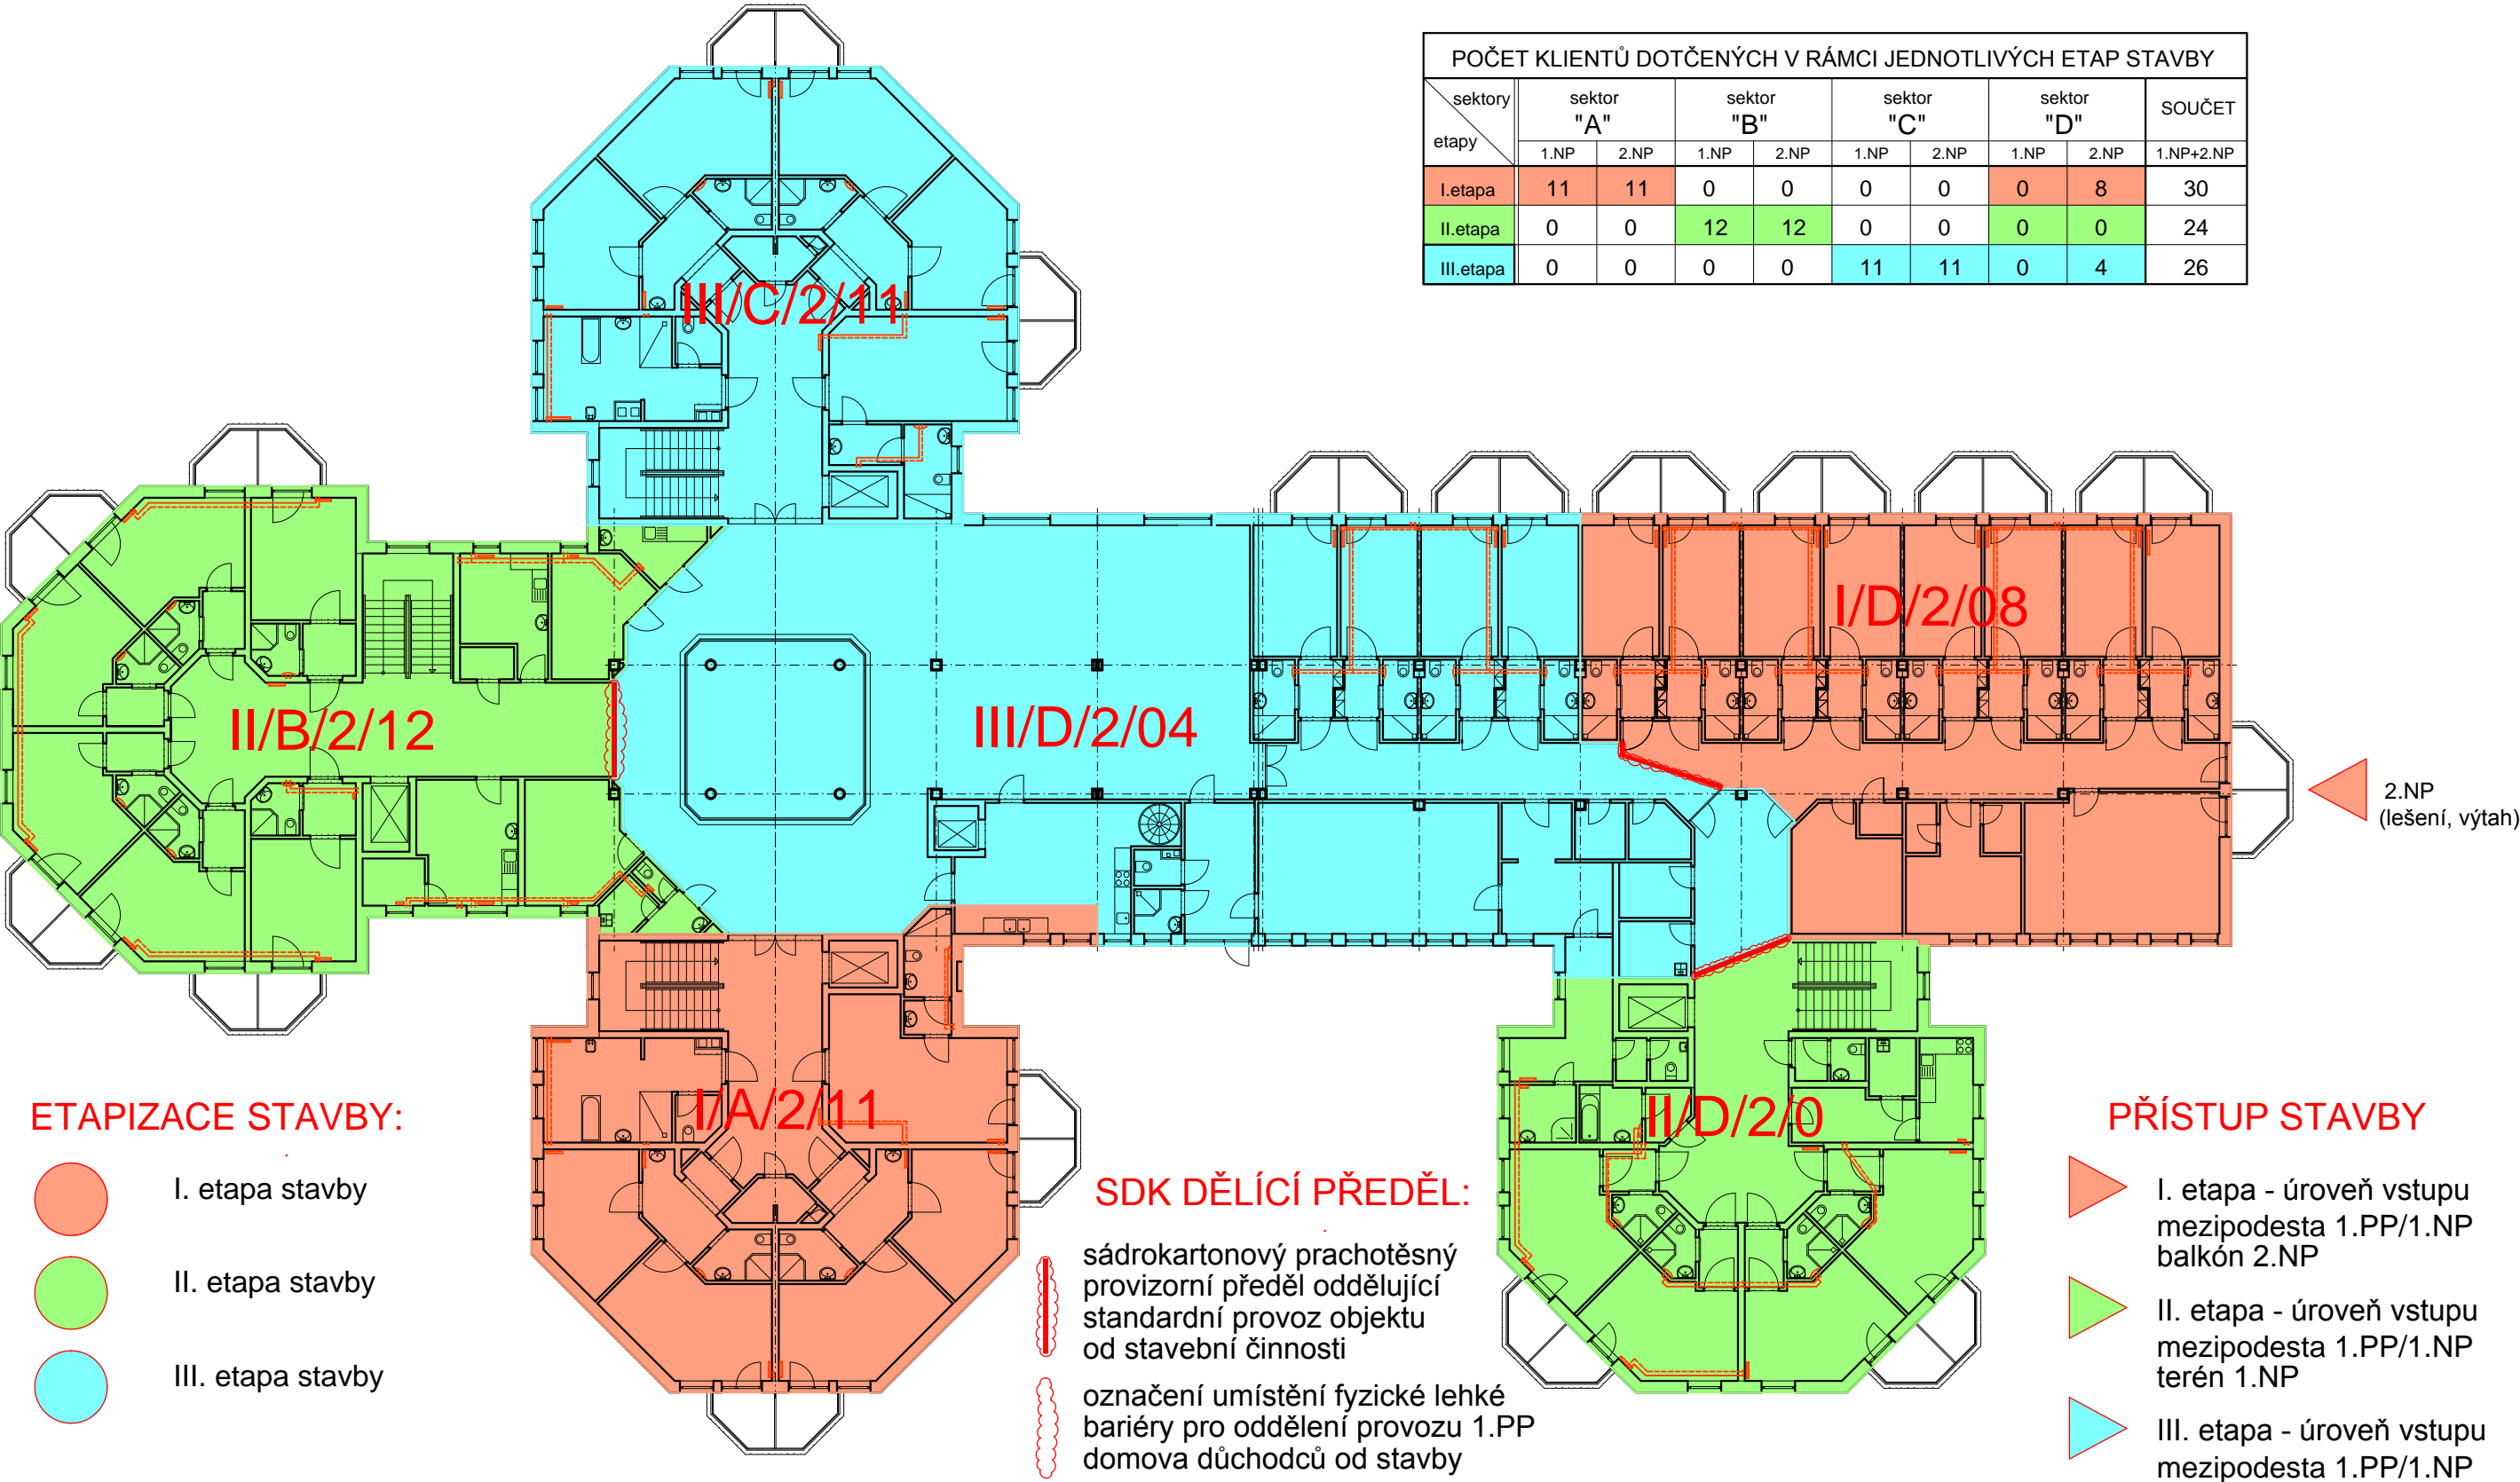 POČET KLIENTŮ DOTČENÝCH V RÁMCI JEDNOTLIVÝCH ETAP STAVBY
sektory etapy sektor "A" sektor "B" sektor "C" sektor "D" SOUČET
1.NP 2.NP 1.NP 2.NP 1.NP 2.NP 1.NP 2.NP 1.NP+2.NP
I.etapa 11 11 0 0 0 0 0 8 30
II.etapa 0 0 12 12 0 0 0 0 24
III.etapa 0 0 0 0 11 11 0 4 26
III/C/2/11
I/D/2/08
II/B/2/12
III/D/2/04
2.NP
(lešení, výtah)
I/A/2/11
II/D/2/0
ETAPIZACE STAVBY:
I. etapa stavby
II. etapa stavby
III. etapa stavby
SDK DĚLÍCÍ PŘEDĚL:
sádrokartonový prachotěsný
provizorní předěl oddělující
standardní provoz objektu
od stavební činnosti
označení umístění fyzické lehké
bariéry pro oddělení provozu 1.PP
domova důchodců od stavby
PŘÍSTUP STAVBY
I. etapa - úroveň vstupu
mezipodesta 1.PP/1.NP
balkón 2.NP
II. etapa - úroveň vstupu
mezipodesta 1.PP/1.NP
terén 1.NP
III. etapa - úroveň vstupu
mezipodesta 1.PP/1.NP